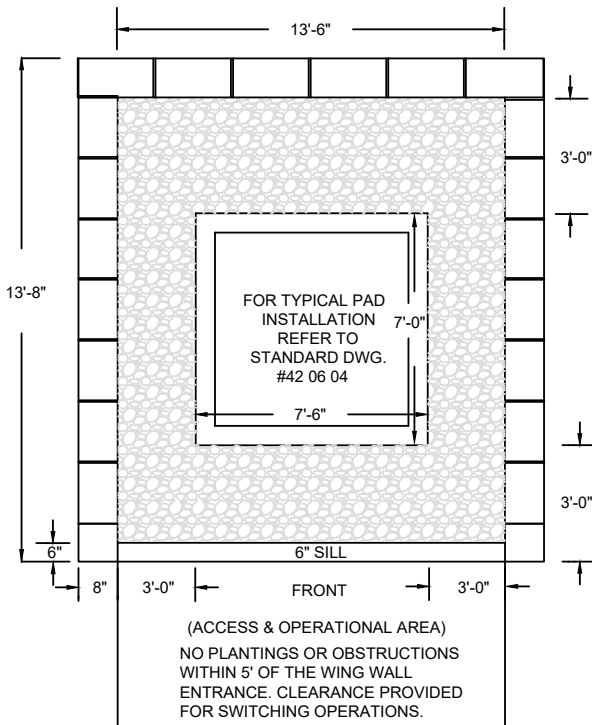 13'-6"
3'-0"
13'-8"
FOR TYPICAL PAD
INSTALLATION
REFER TO
STANDARD DWG.
#42 06 04
7'-0"
7'-6"
3'-0"
6"
6" SILL
8"
3'-0"
FRONT
3'-0"
(ACCESS & OPERATIONAL AREA)
NO PLANTINGS OR OBSTRUCTIONS
WITHIN 5' OF THE WING WALL
ENTRANCE. CLEARANCE PROVIDED
FOR SWITCHING OPERATIONS.